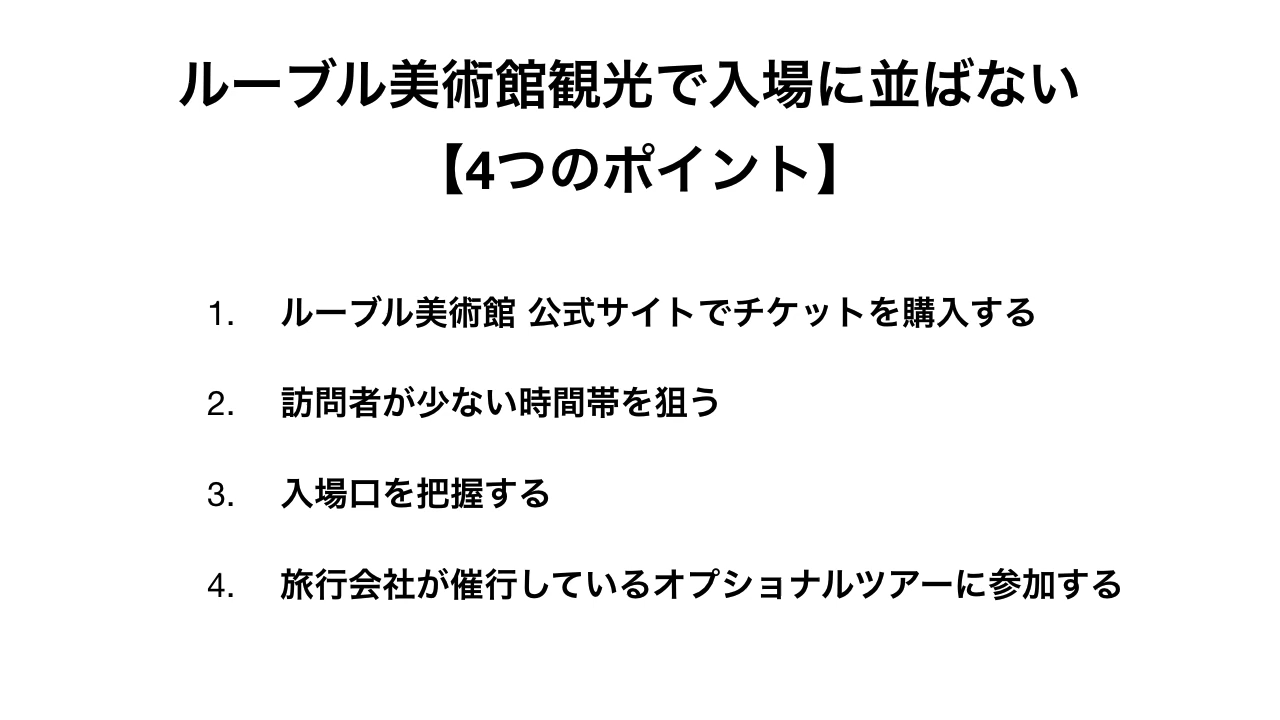 ルーブル美術館観光で入場に並ばない
【4つのポイント】
1. ルーブル美術館 公式サイトでチケットを購入する
2. 訪問者が少ない時間帯を狙う
3. 入場口を把握する
4. 旅行会社が催行しているオプショナルツアーに参加する